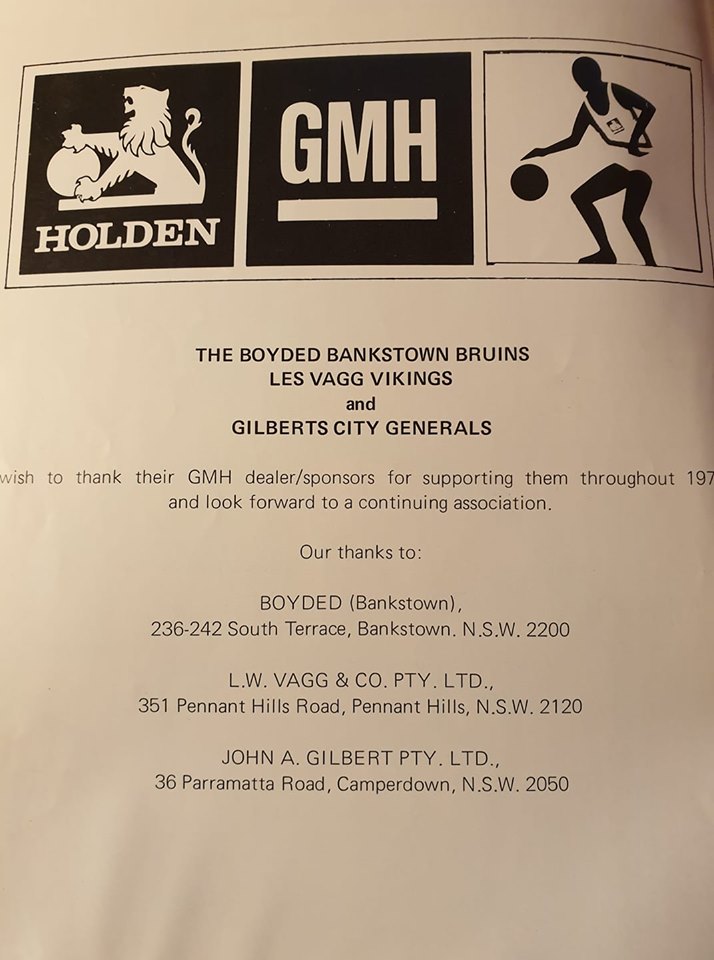 HOLDEN
GMH
THE BOYDED BANKSTOWN BRUINS
LES VAGG VIKINGS
and
GILBERTS CITY GENERALS
wish to thank their GMH dealer/sponsors for supporting them throughout 197
and look forward to a continuing association.
Our thanks to:
BOYDED (Bankstown),
236-242 South Terrace, Bankstown. N.S.W. 2200
L.W. VAGG & CO. PTY. LTD.,
351 Pennant Hills Road, Pennant Hills, N.S.W. 2120
JOHN A. GILBERT PTY. LTD.,
36 Parramatta Road, Camperdown, N.S.W. 2050